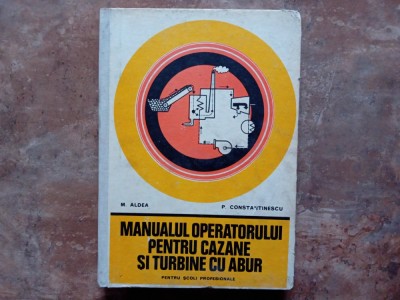 M. ALDEA P. CONSTANTINESCU
MANUALUL OPERATORULUI
PENTRU CAZANE
SI TURBINE CU ABUR
PENTRU ȘCOLI PROFESIONALE